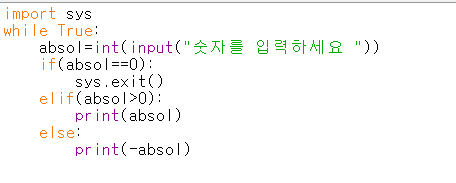 import sys
while True:
    absol=int(input("숫자를 입력하세요 "))
    if(absol==0):
        sys.exit()
    elif(absol>0):
        print(absol)
    else:
        print(-absol)